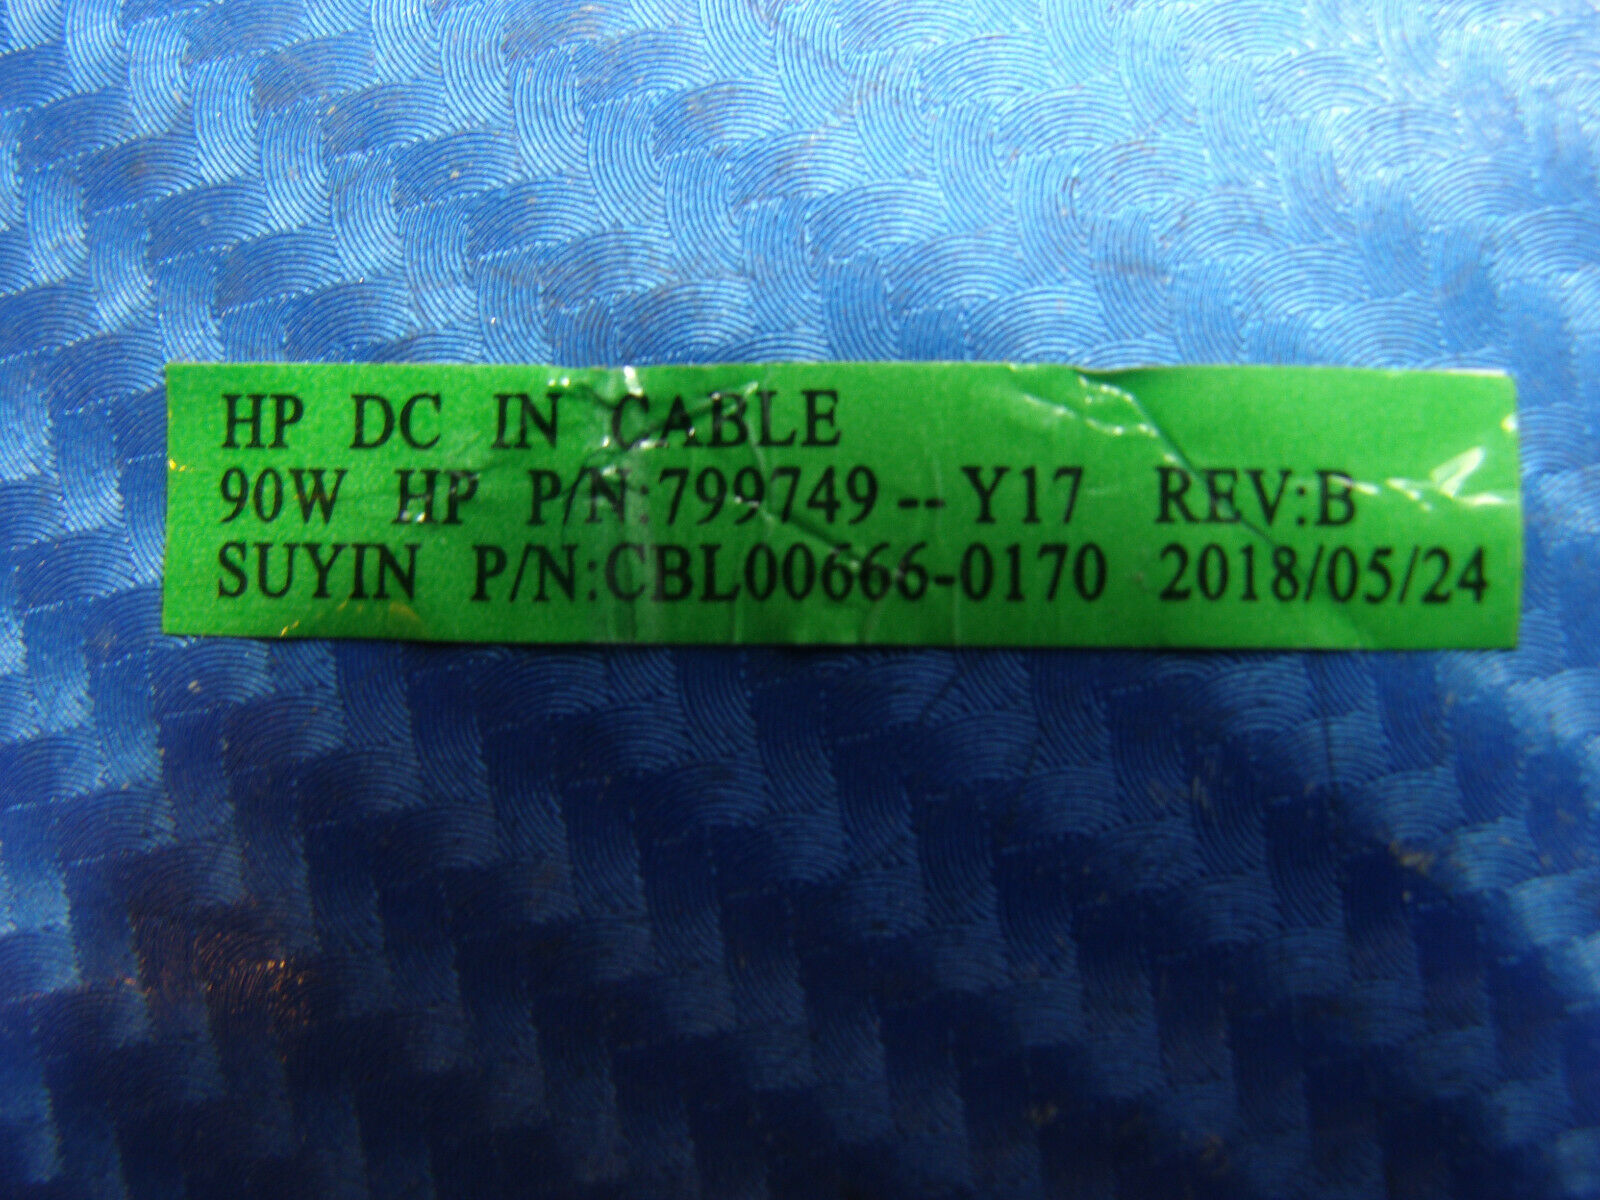 HP DC IN CABLE
90W HP P/N:799749--Y17 REV:B
SUYIN P/N:CBL00666-0170 2018/05/24